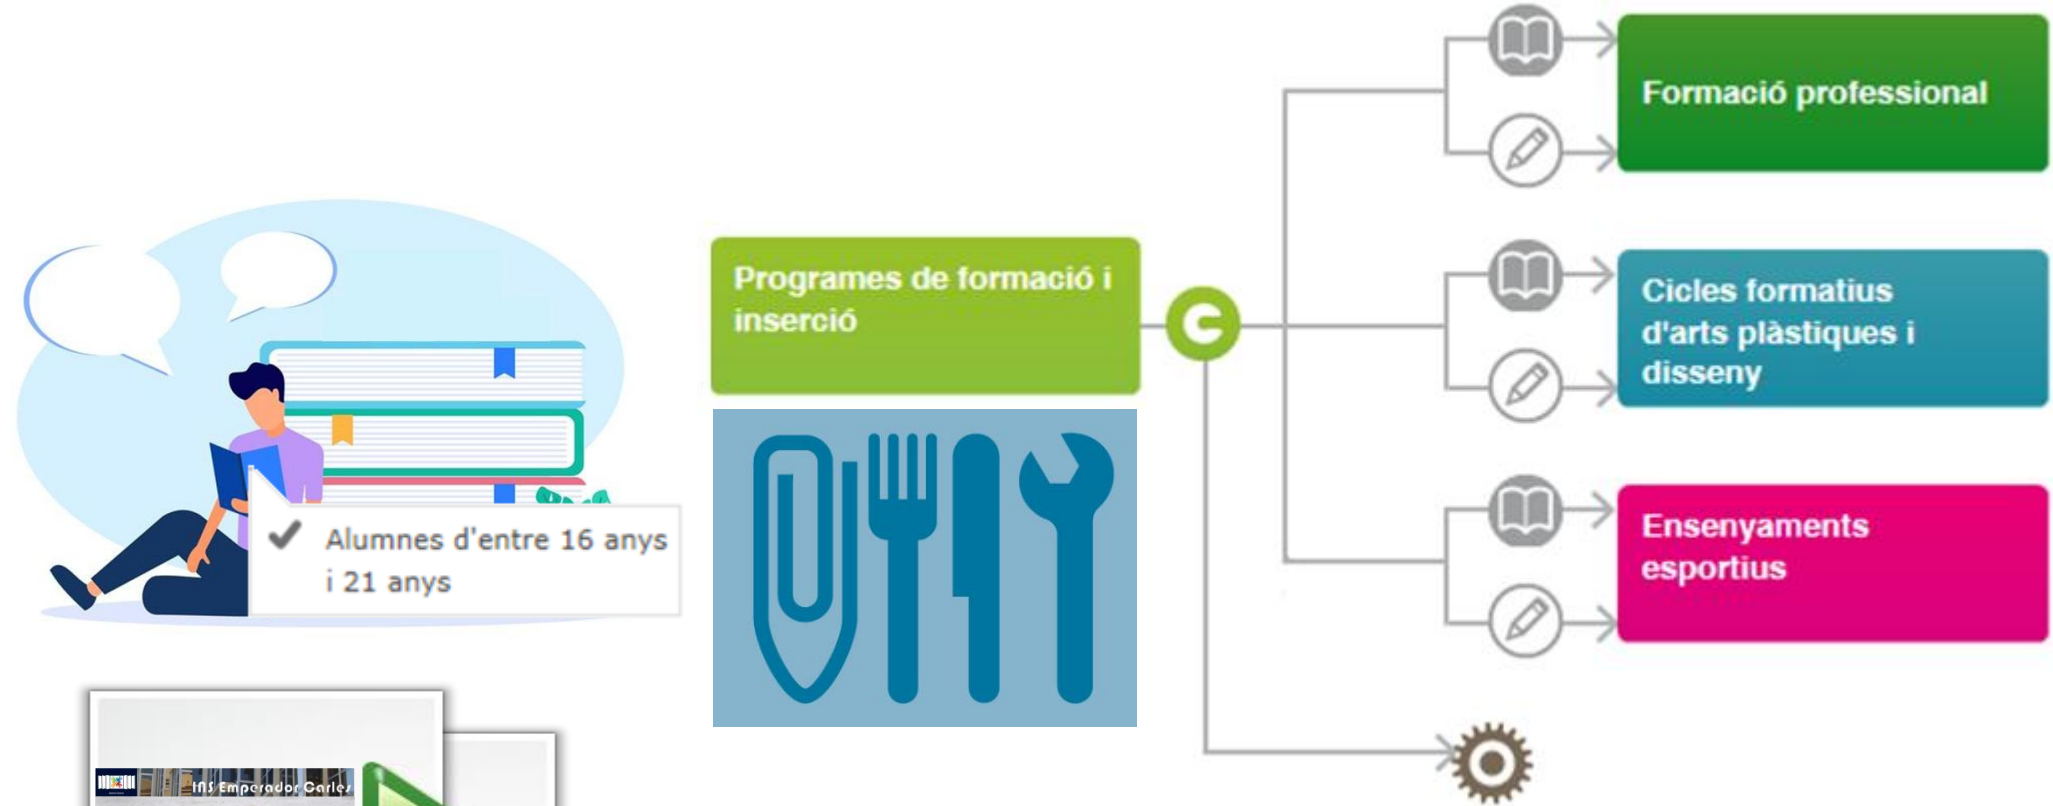 Formació professional
Programes de formació i
inserció
C
Cicles formatius
d'arts plàstiques i
disseny
Ensenyaments
esportius
Alumnes d'entre 16 anys
i 21 anys
INS Emperador Carles